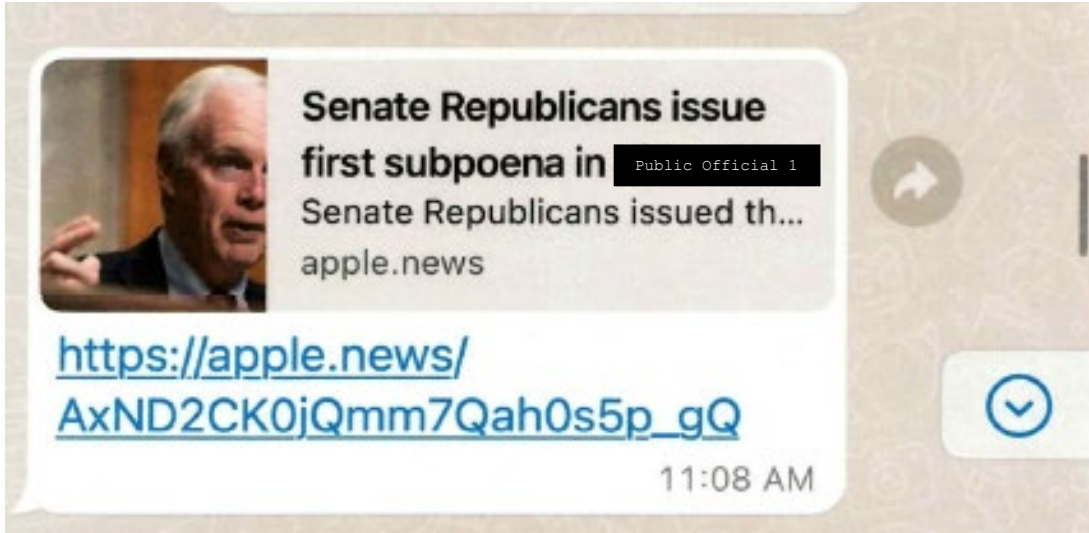 Senate Republicans issue
first subpoena in Public Official 1
Senate Republicans issued th...
apple.news
https://apple.news/
AxND2CK0jQmm7Qah0s5p_gQ
11:08 AM